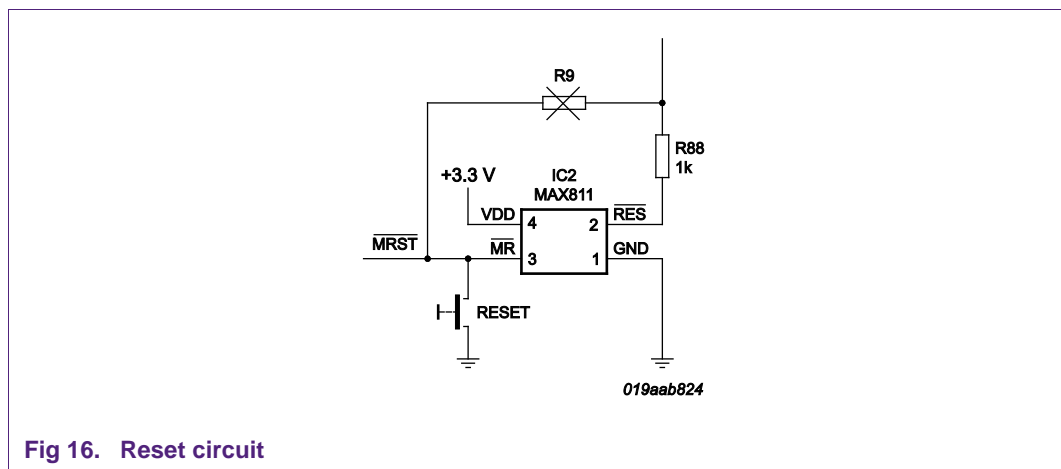 R9
R88
1k
+3.3 V
IC2
MAX811
VDD
4
2
RES
MRST
MR
3
1
GND
RESET
019aab824
Fig 16. Reset circuit